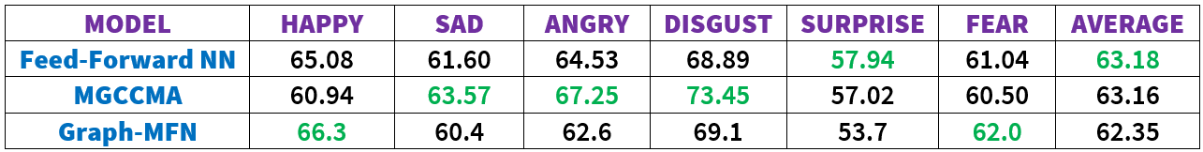 MODEL HAPPY SAD ANGRY DISGUST SURPRISE FEAR AVERAGE
Feed-Forward NN 65.08 61.60 64.53 68.89 57.94 61.04 63.18
MGCCMA 60.94 63.57 67.25 73.45 57.02 60.50 63.16
Graph-MFN 66.3 60.4 62.6 69.1 53.7 62.0 62.35